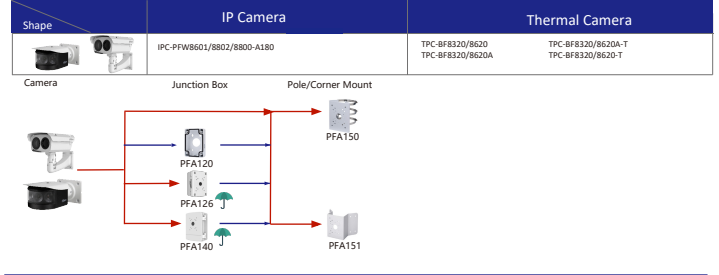 Shape
IP Camera
Thermal Camera
IPC-PFW8601/8802/8800-A180
TPC-BF8320/8620 TPC-BF8320/8620A-T
TPC-BF8320/8620A TPC-BF8320/8620-T
Camera
Junction Box
Pole/Corner Mount
PFA150
PFA120
PFA126
PFA140
PFA151